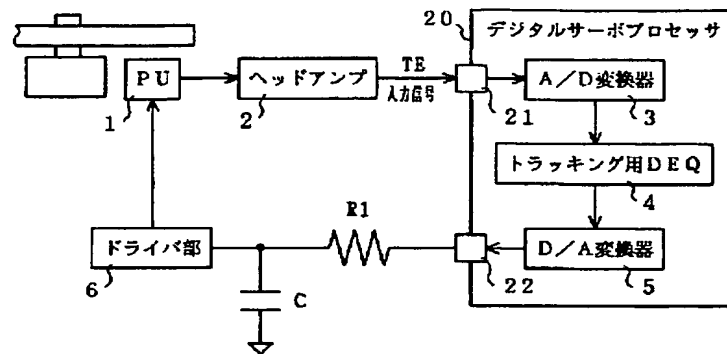 20
デジタルサーボプロセッサ
PU
1
ヘッドアンプ
2
TE
入力信号
21
A/D変換器
3
トラッキング用DEQ
4
R1
ドライバ部
6
C
22
D/A変換器
5